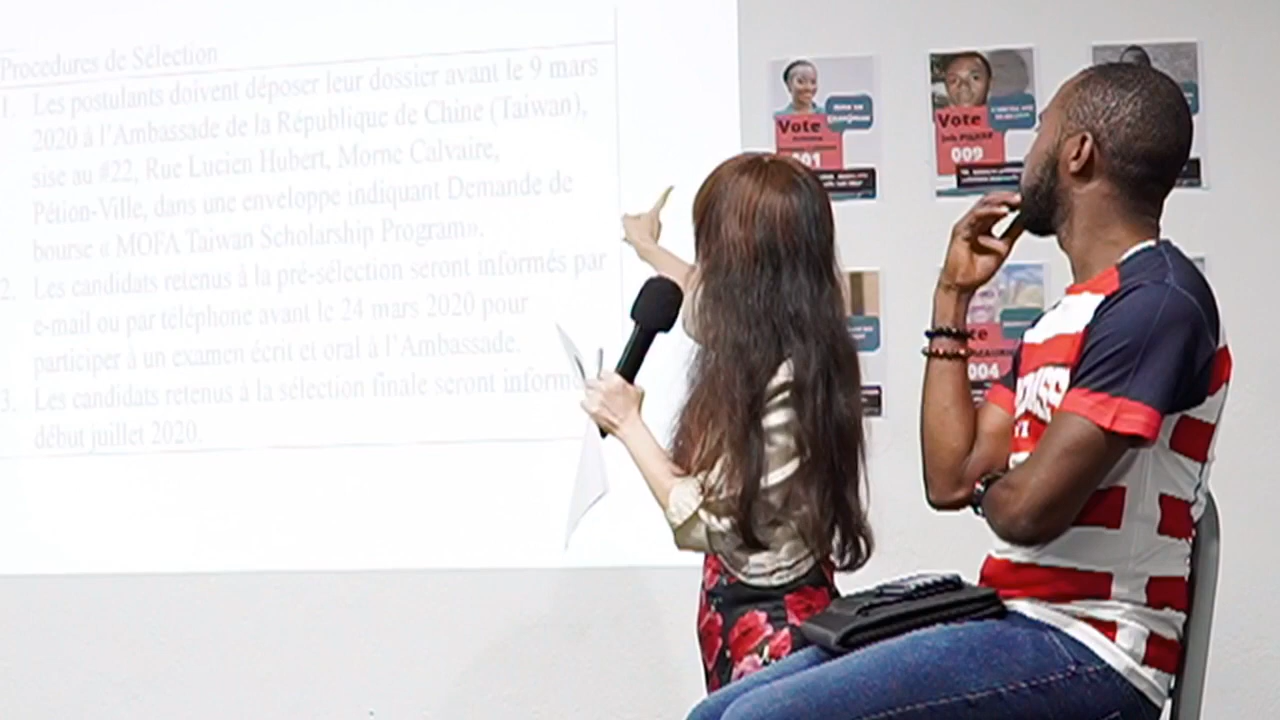 Procedures de Sélection
1. Les postulants doivent déposer leur dossier avant le 9 mars
2020 à l'Ambassade de la République de Chine (Taiwan),
sise au #22, Rue Lucien Hubert, Morne Calvaire,
Pétion-Ville, dans une enveloppe indiquant Demande de
bourse « MOFA Taiwan Scholarship Program».
2. Les candidats retenus à la pré-sélection seront informés par
e-mail ou par téléphone avant le 24 mars 2020 pour
participer à un examen écrit et oral à l'Ambassade.
3. Les candidats retenus à la sélection finale seront informé
début juillet 2020.
Vote
001
Vote
009
004